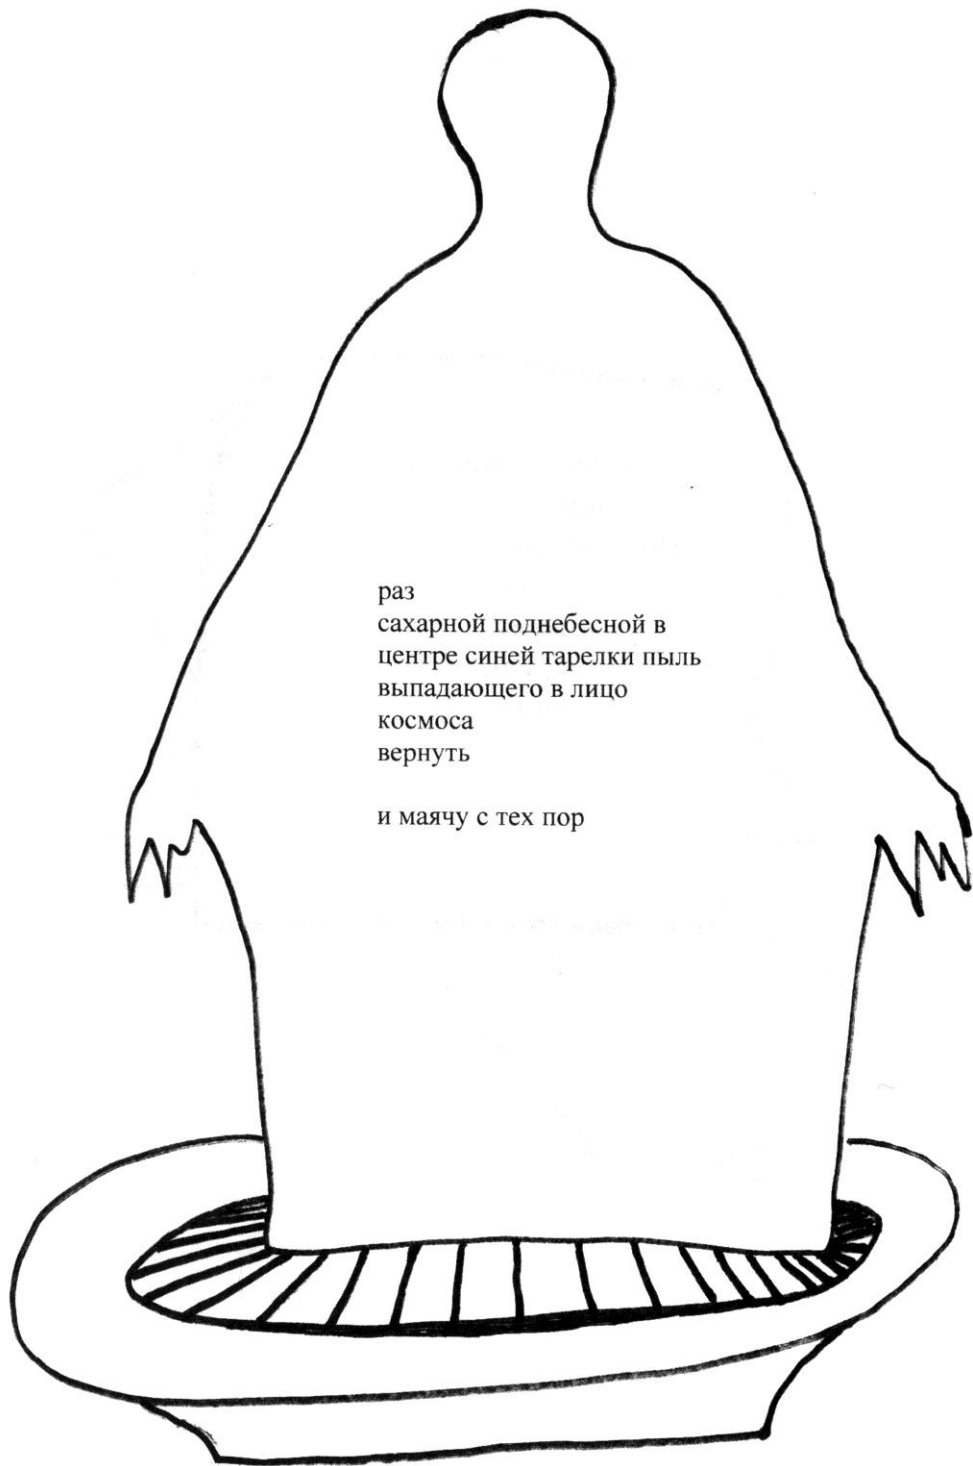 раз
сахарной поднебесной в
центре синей тарелки пыль
выпадающего в лицо
космоса
вернуть

и маячу с тех пор